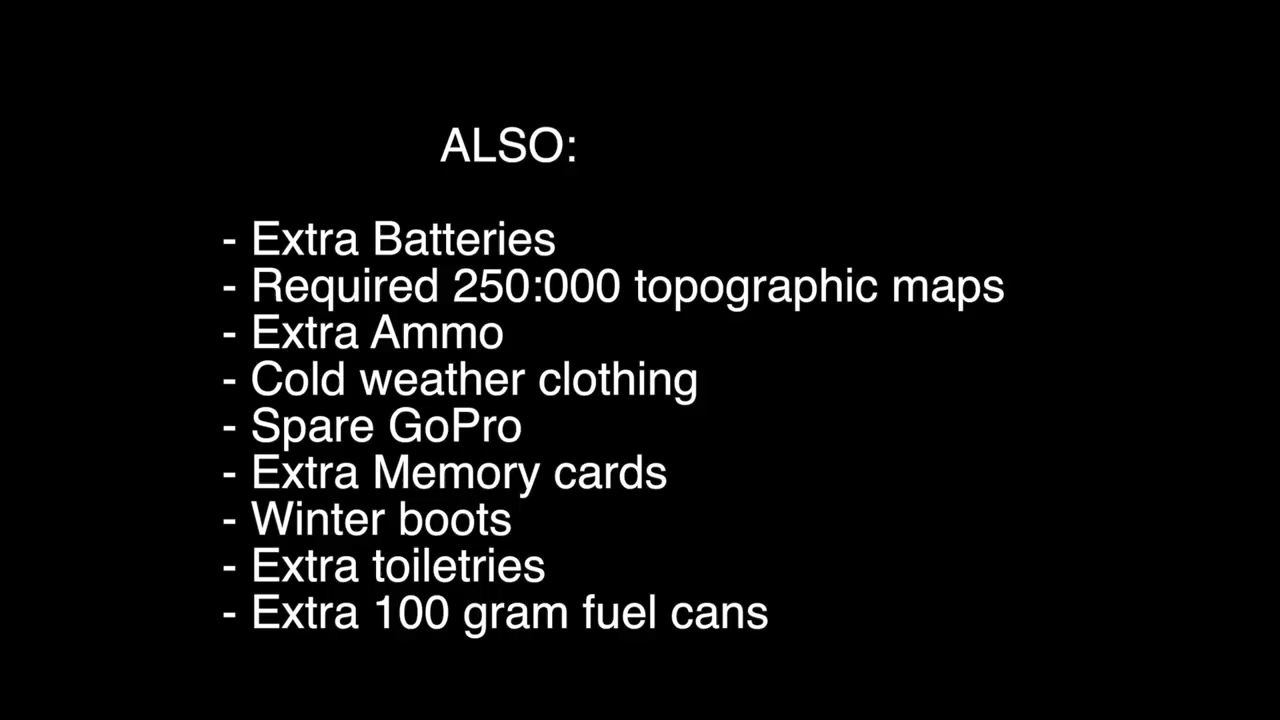 ALSO:
- Extra Batteries
- Required 250:000 topographic maps
- Extra Ammo
- Cold weather clothing
- Spare GoPro
- Extra Memory cards
- Winter boots
- Extra toiletries
- Extra 100 gram fuel cans